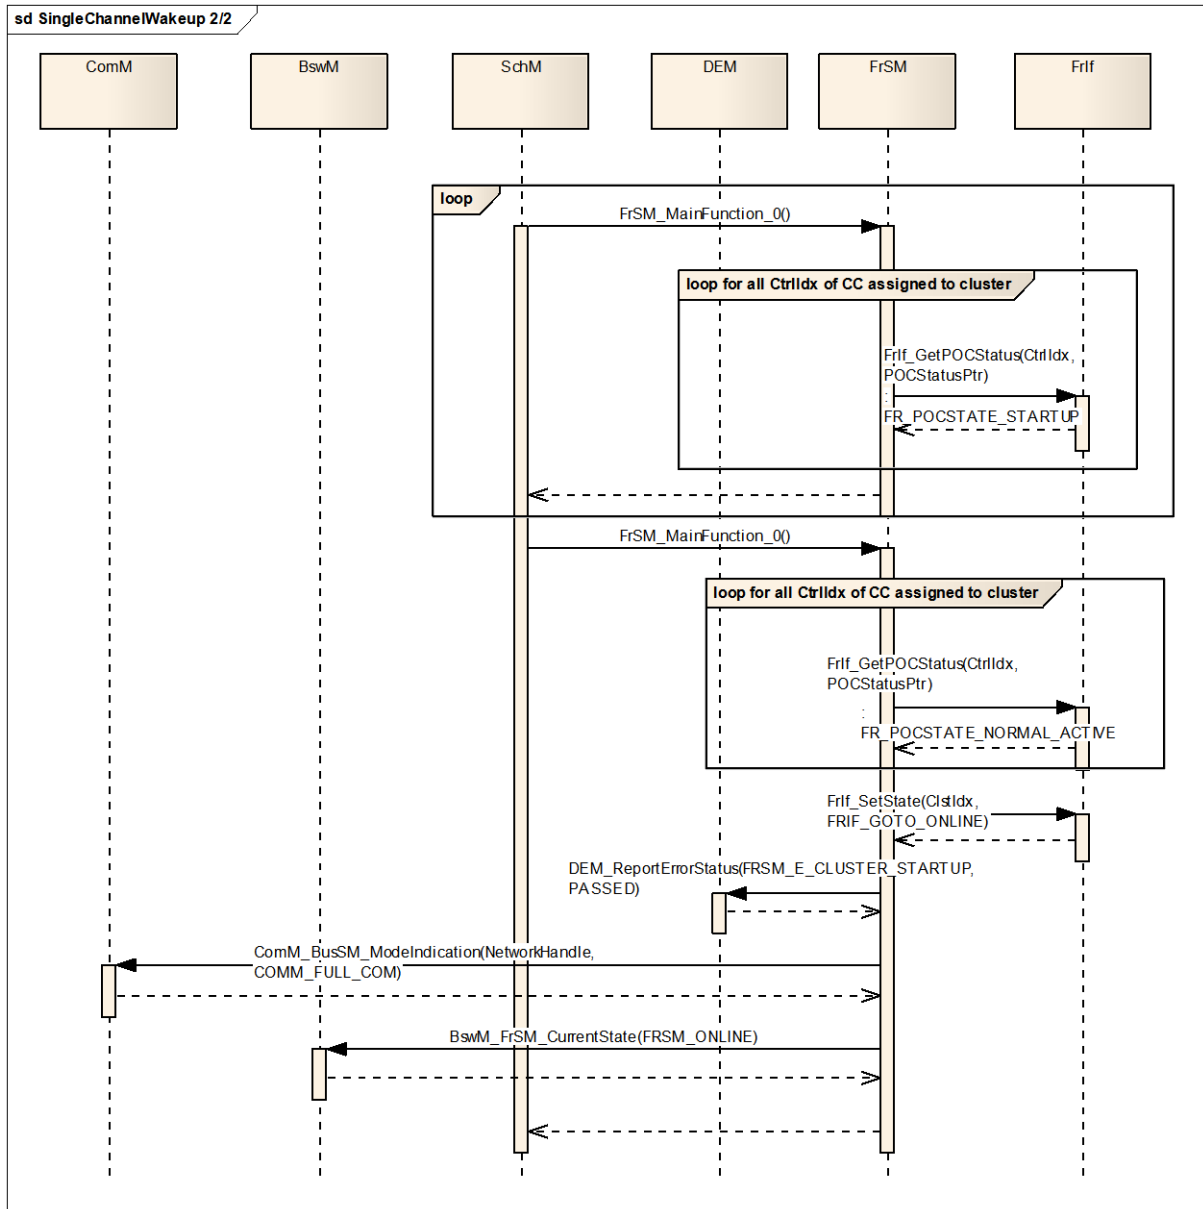 sd SingleChannelWakeup 2/2
ComM
BswM
SchM
DEM
FrSM
FrIf
loop
FrSM_MainFunction_0()
loop for all CtrlIdx of CC assigned to cluster
FrIf_GetPOCStatus(CtrlIdx,
POCStatusPtr)
:
FR_POCSTATE_STARTUP
FrSM_MainFunction_0()
loop for all CtrlIdx of CC assigned to cluster
FrIf_GetPOCStatus(CtrlIdx,
POCStatusPtr)
:
FR_POCSTATE_NORMAL_ACTIVE
FrIf_SetState(ClstIdx,
FRIF_GOTO_ONLINE)
DEM_ReportErrorStatus(FRSM_E_CLUSTER_STARTUP,
PASSED)
ComM_BusSM_ModeIndication(NetworkHandle,
COMM_FULL_COM)
BswM_FrSM_CurrentState(FRSM_ONLINE)